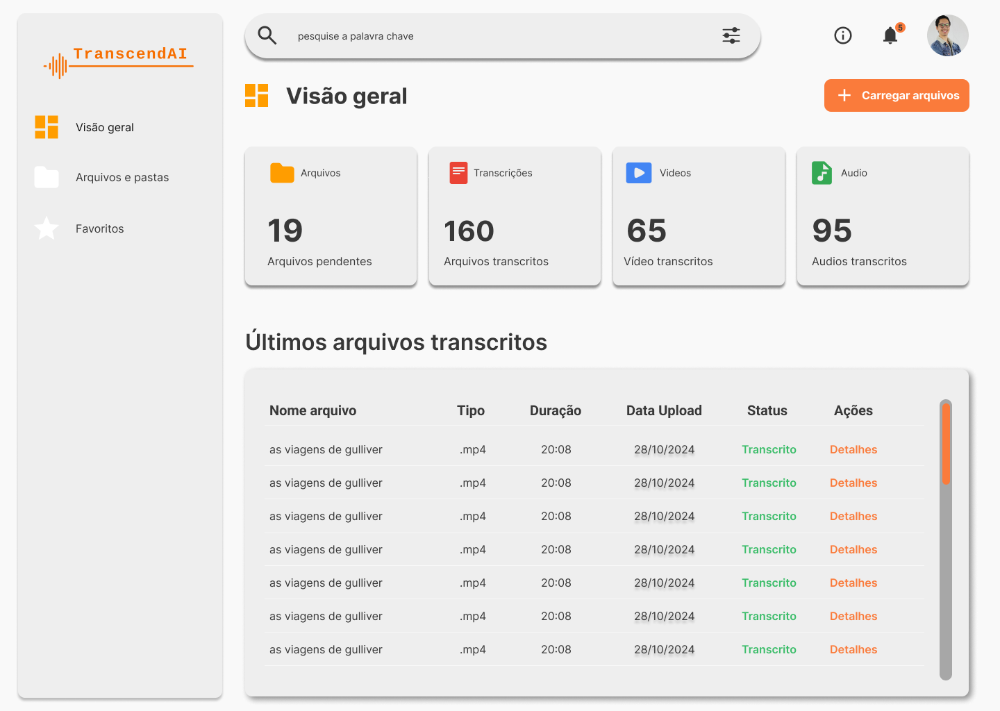 TranscendAI
Visão geral
Arquivos e pastas
Favoritos
pesquise a palavra chave
5
Visão geral
Carregar arquivos
Arquivos
19
Arquivos pendentes
Transcrições
160
Arquivos transcritos
Videos
65
Vídeo transcritos
Audio
95
Audios transcritos
Últimos arquivos transcritos
Nome arquivo Tipo Duração Data Upload Status Ações
as viagens de gulliver .mp4 20:08 28/10/2024 Transcrito Detalhes
as viagens de gulliver .mp4 20:08 28/10/2024 Transcrito Detalhes
as viagens de gulliver .mp4 20:08 28/10/2024 Transcrito Detalhes
as viagens de gulliver .mp4 20:08 28/10/2024 Transcrito Detalhes
as viagens de gulliver .mp4 20:08 28/10/2024 Transcrito Detalhes
as viagens de gulliver .mp4 20:08 28/10/2024 Transcrito Detalhes
as viagens de gulliver .mp4 20:08 28/10/2024 Transcrito Detalhes